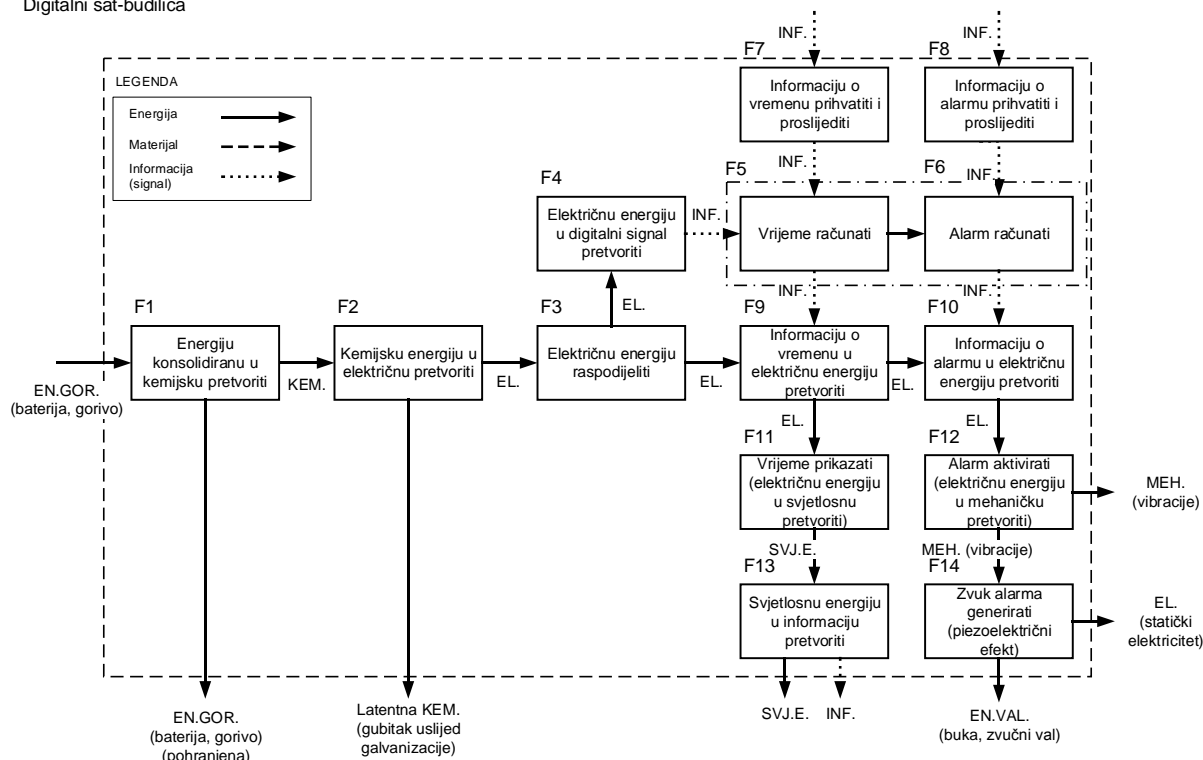 Digitalni sat-budilica
INF.
INF.
F7
F8
LEGENDA
Energija
Materijal
Informacija
(signal)
Informaciju o
vremenu prihvatiti i
proslijediti
Informaciju o
alarmu prihvatiti i
proslijediti
INF.
INF.
F5
F6
F4
Električnu energiju
u digitalni signal
pretvoriti
INF.
Vrijeme računati
Alarm računati
EL.
INF.
INF.
F1
F2
F3
F9
F10
Energiju
konsolidiranu u
kemijsku pretvoriti
Kemijsku energiju u
električnu pretvoriti
Električnu energiju
raspodijeliti
Informaciju o
vremenu u
električnu energiju
pretvoriti
Informaciju o
alarmu u električnu
energiju pretvoriti
EN.GOR.
(baterija, gorivo)
KEM.
EL.
EL.
EL.
EL.
EL.
F11
F12
Vrijeme prikazati
(električnu energiju
u svjetlosnu
pretvoriti)
Alarm aktivirati
(električnu energiju
u mehaničku
pretvoriti)
MEH.
(vibracije)
SVJ.E.
MEH. (vibracije)
F13
F14
Svjetlosnu energiju
u informaciju
pretvoriti
Zvuk alarma
generirati
(piezoelektrični
efekt)
EL.
(statički
elektricitet)
EN.GOR.
(baterija, gorivo)
(pohranjena)
Latentna KEM.
(gubitak uslijed
galvanizacije)
SVJ.E.
INF.
EN.VAL.
(buka, zvučni val)